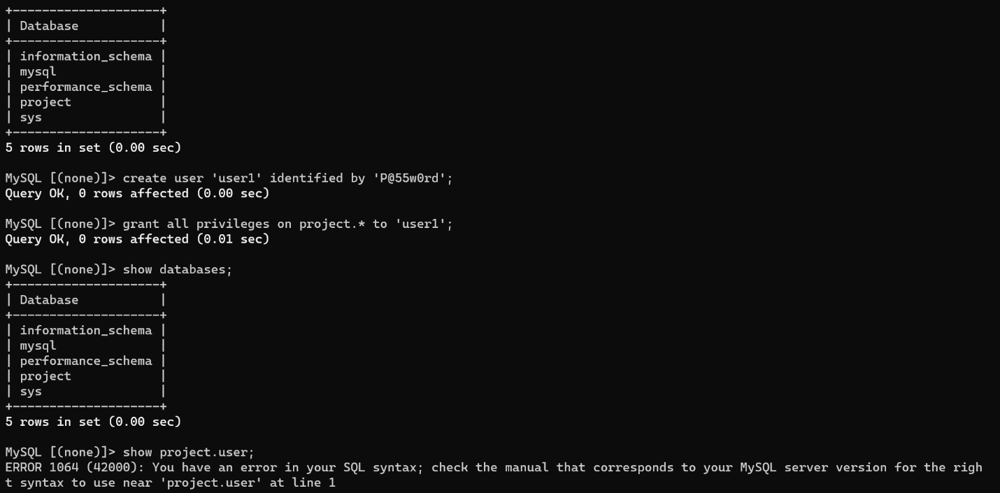 +--------------------+
| Database           |
+--------------------+
| information_schema |
| mysql              |
| performance_schema |
| project            |
| sys                |
+--------------------+
5 rows in set (0.00 sec)

MySQL [(none)]> create user 'user1' identified by 'P@55w0rd';
Query OK, 0 rows affected (0.00 sec)

MySQL [(none)]> grant all privileges on project.* to 'user1';
Query OK, 0 rows affected (0.01 sec)

MySQL [(none)]> show databases;
+--------------------+
| Database           |
+--------------------+
| information_schema |
| mysql              |
| performance_schema |
| project            |
| sys                |
+--------------------+
5 rows in set (0.00 sec)

MySQL [(none)]> show project.user;
ERROR 1064 (42000): You have an error in your SQL syntax; check the manual that corresponds to your MySQL server version for the righ
t syntax to use near 'project.user' at line 1